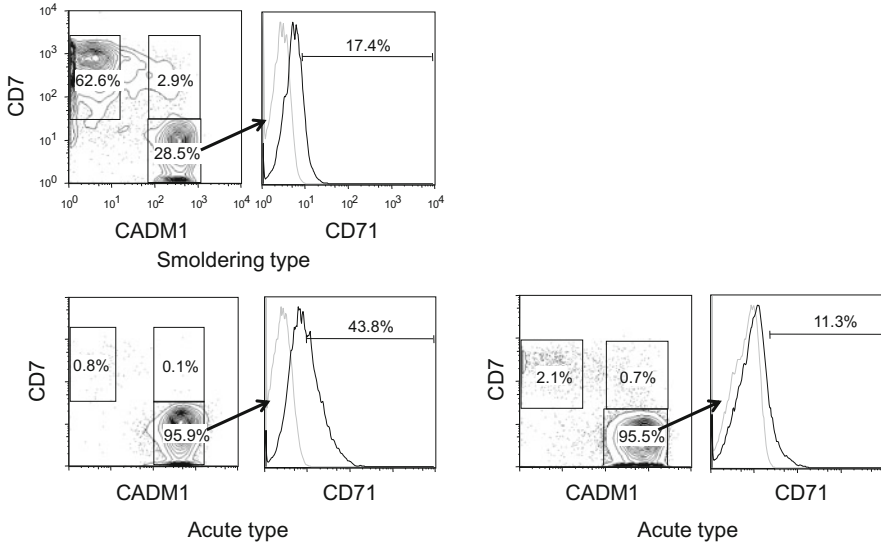 CD7
10⁴
10³
10²
10¹
10⁰
62.6%
2.9%
28.5%
10⁰ 10¹ 10² 10³ 10⁴
CADM1
17.4%
10⁰ 10¹ 10² 10³ 10⁴
CD71
Smoldering type
CD7
0.8%
0.1%
95.9%
CADM1
43.8%
CD71
Acute type
CD7
2.1%
0.7%
95.5%
CADM1
11.3%
CD71
Acute type